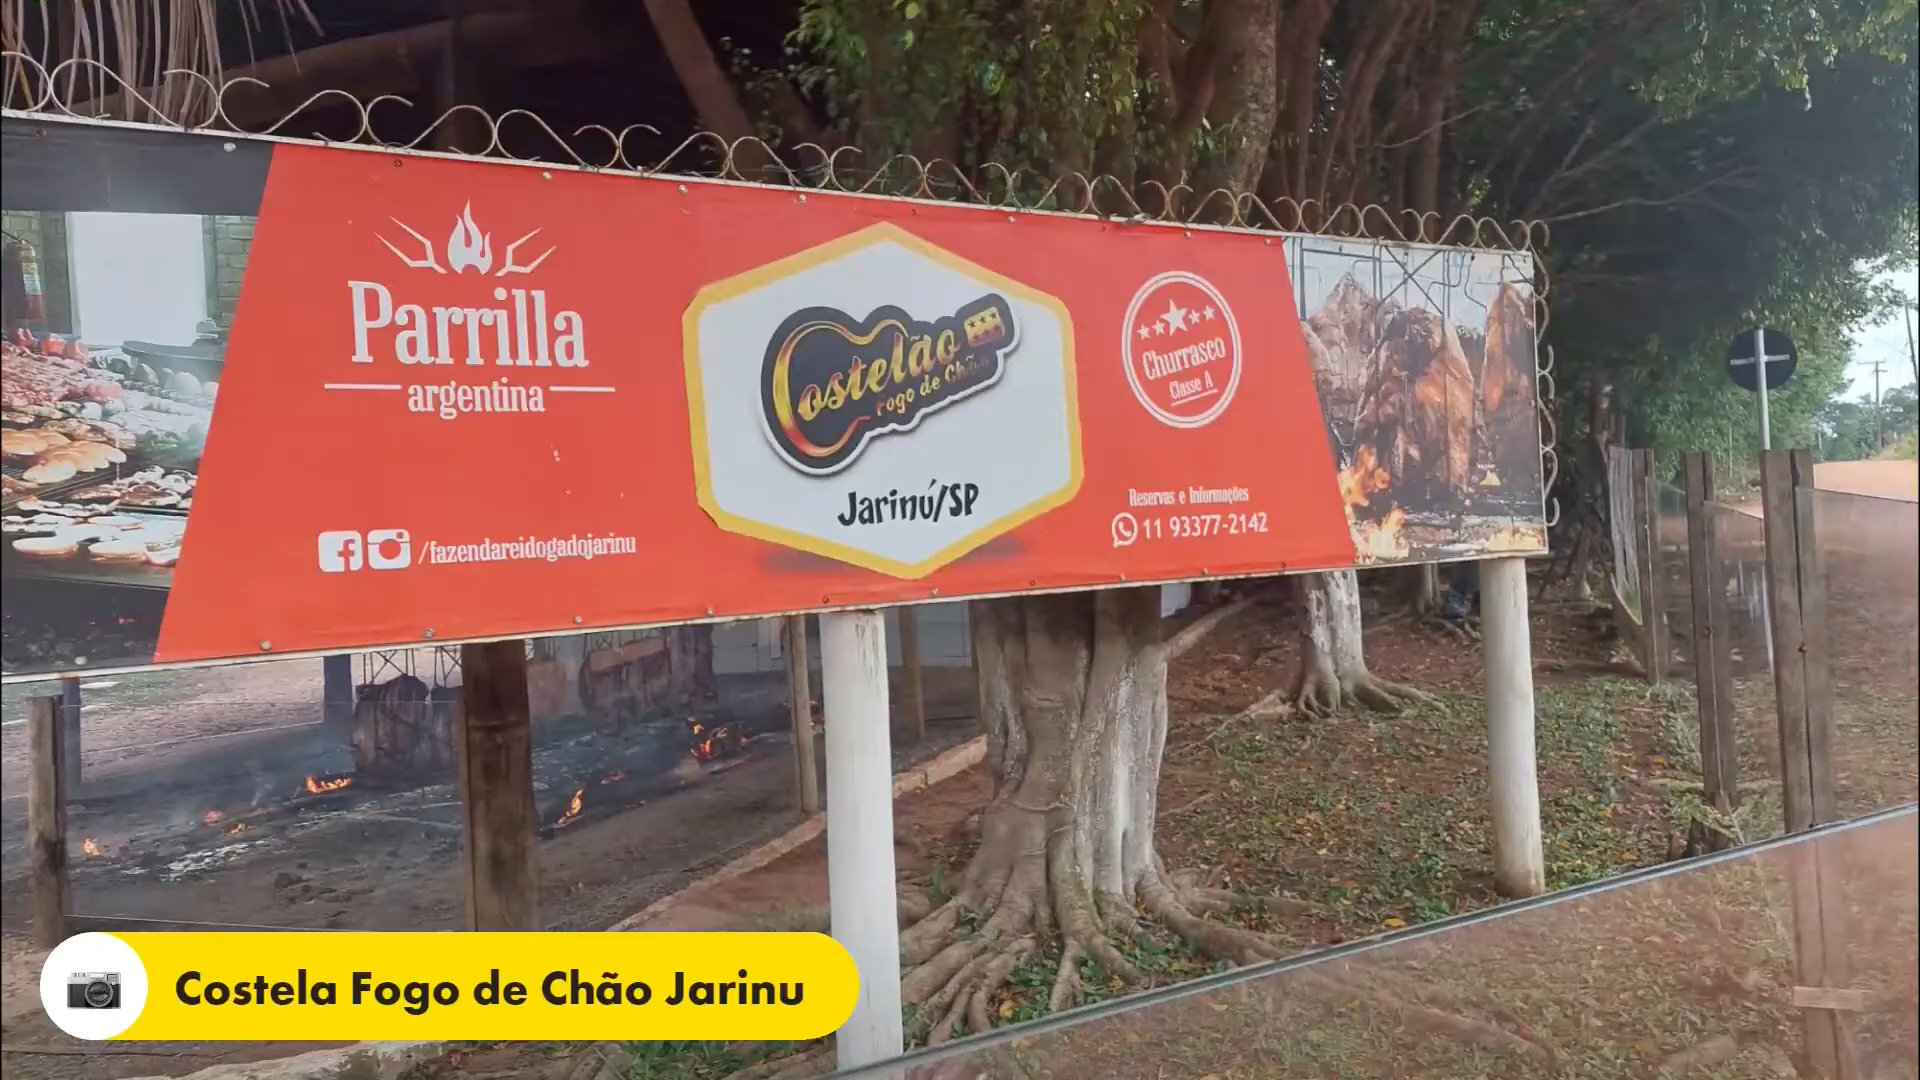 Parrilla
argentina
/fazendareidogadojarinu
Costelão
Fogo de Chão
Jarinú/SP
Churrasco
Classe A
Reservas e Informações
11 93377-2142
Costela Fogo de Chão Jarinu